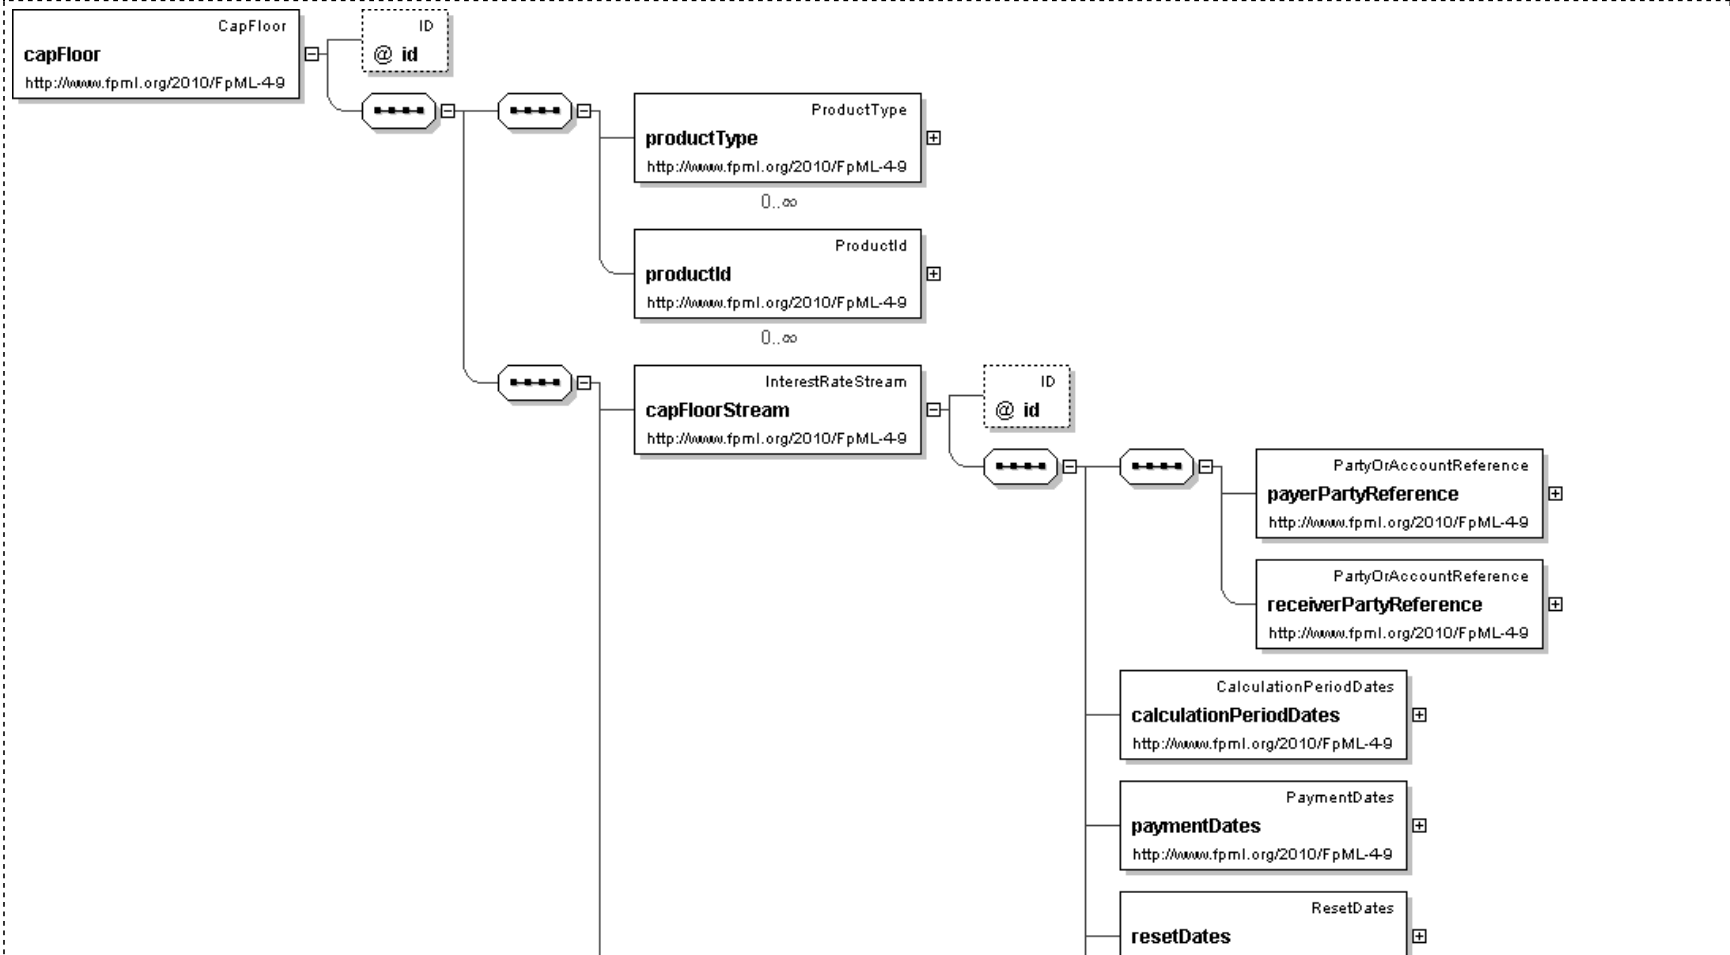 CapFloor
capFloor
http://www.fpml.org/2010/FpML-4-9
ID
@ id
ProductType
productType
http://www.fpml.org/2010/FpML-4-9
0..∞
ProductId
productId
http://www.fpml.org/2010/FpML-4-9
0..∞
InterestRateStream
capFloorStream
http://www.fpml.org/2010/FpML-4-9
ID
@ id
PartyOrAccountReference
payerPartyReference
http://www.fpml.org/2010/FpML-4-9
PartyOrAccountReference
receiverPartyReference
http://www.fpml.org/2010/FpML-4-9
CalculationPeriodDates
calculationPeriodDates
http://www.fpml.org/2010/FpML-4-9
PaymentDates
paymentDates
http://www.fpml.org/2010/FpML-4-9
ResetDates
resetDates